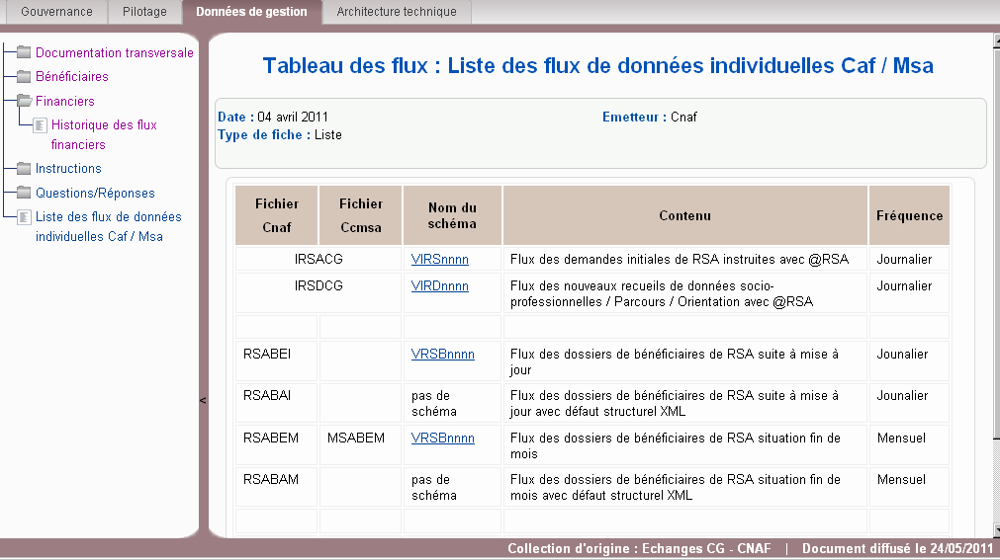 Gouvernance Pilotage Données de gestion Architecture technique
Documentation transversale
Bénéficiaires
Financiers
Historique des flux
financiers
Instructions
Questions/Réponses
Liste des flux de données
individuelles Caf / Msa
<
Tableau des flux : Liste des flux de données individuelles Caf / Msa
Date : 04 avril 2011 Emetteur : Cnaf
Type de fiche : Liste
Fichier Cnaf Fichier Ccmsa Nom du schéma Contenu Fréquence
IRSACG VIRSnnnn Flux des demandes initiales de RSA instruites avec @RSA Journalier
IRSDCG VIRDnnnn Flux des nouveaux recueils de données socio-
professionnelles / Parcours / Orientation avec @RSA Journalier
RSABEI VRSBnnnn Flux des dossiers de bénéficiaires de RSA suite à mise à
jour Jounalier
RSABAI pas de schéma Flux des dossiers de bénéficiaires de RSA suite à mise à
jour avec défaut structurel XML Jounalier
RSABEM MSABEM VRSBnnnn Flux des dossiers de bénéficiaires de RSA situation fin de
mois Mensuel
RSABAM pas de schéma Flux des dossiers de bénéficiaires de RSA situation fin de
mois avec défaut structurel XML Mensuel
Collection d'origine : Echanges CG - CNAF | Document diffusé le 24/05/2011